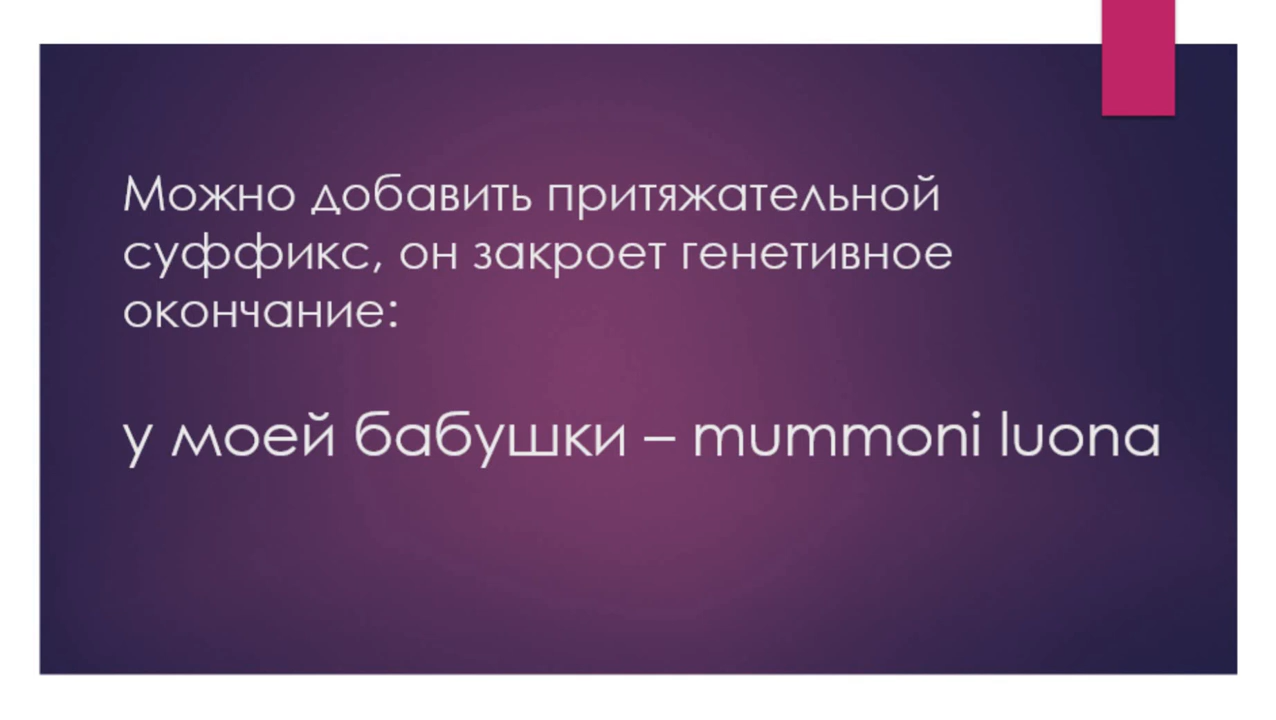 Можно добавить притяжательной
суффикс, он закроет генетивное
окончание:
у моей бабушки – mummoni luona